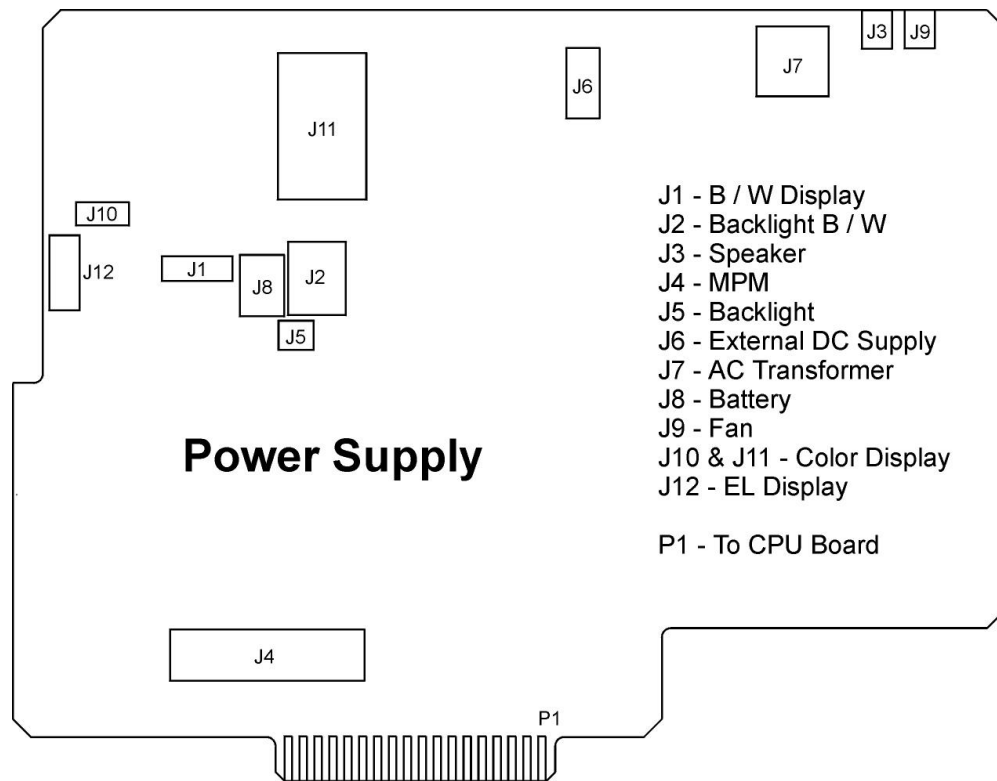 J3
J9
J7
J6
J11
J10
J12
J1
J8
J2
J5
J1 - B / W Display
J2 - Backlight B / W
J3 - Speaker
J4 - MPM
J5 - Backlight
J6 - External DC Supply
J7 - AC Transformer
J8 - Battery
J9 - Fan
J10 & J11 - Color Display
J12 - EL Display
P1 - To CPU Board
Power Supply
J4
P1